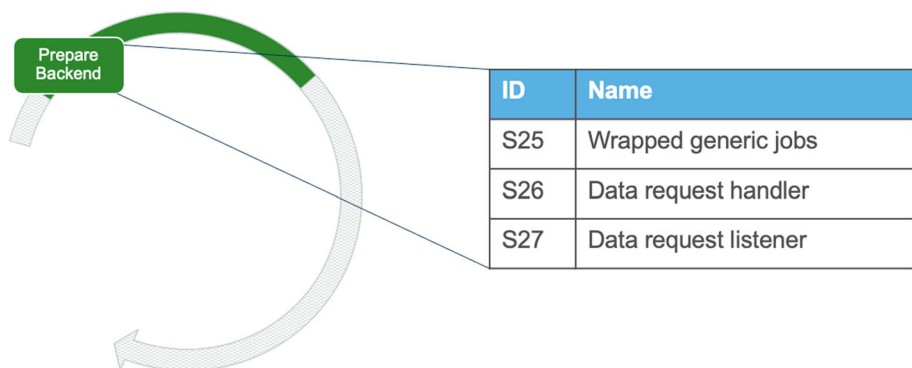 Prepare
Backend
ID Name
S25 Wrapped generic jobs
S26 Data request handler
S27 Data request listener